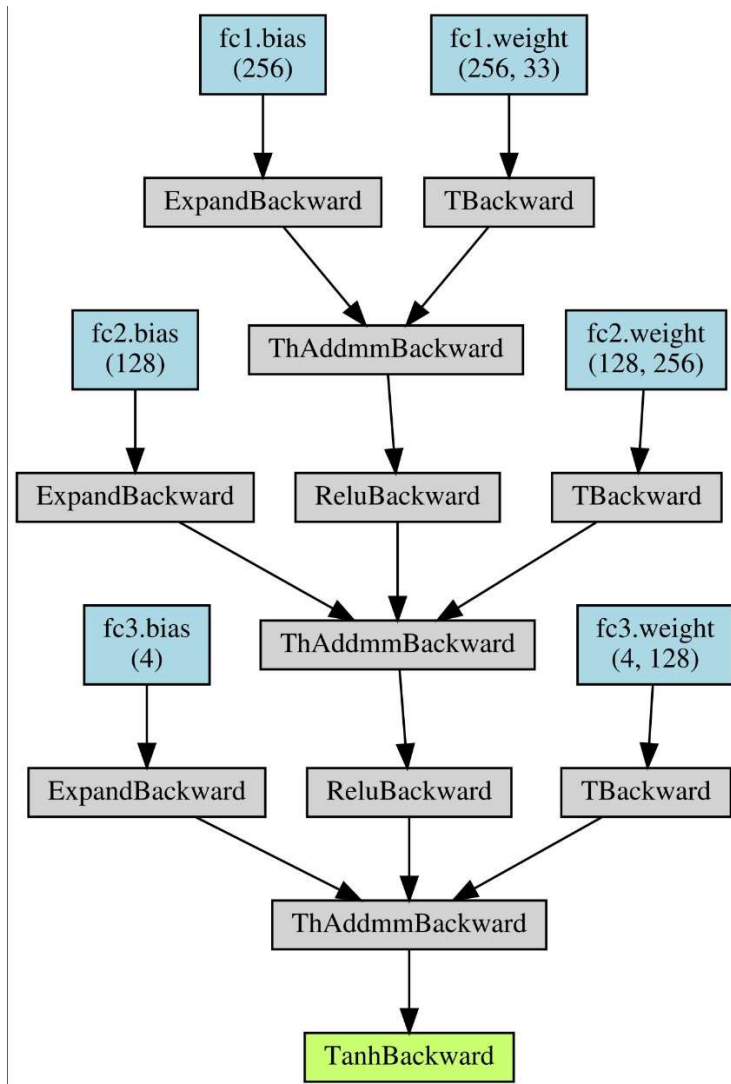 fc1.bias
(256)
fc1.weight
(256, 33)
ExpandBackward
TBackward
fc2.bias
(128)
ThAddmmBackward
fc2.weight
(128, 256)
ExpandBackward
ReluBackward
TBackward
fc3.bias
(4)
ThAddmmBackward
fc3.weight
(4, 128)
ExpandBackward
ReluBackward
TBackward
ThAddmmBackward
TanhBackward